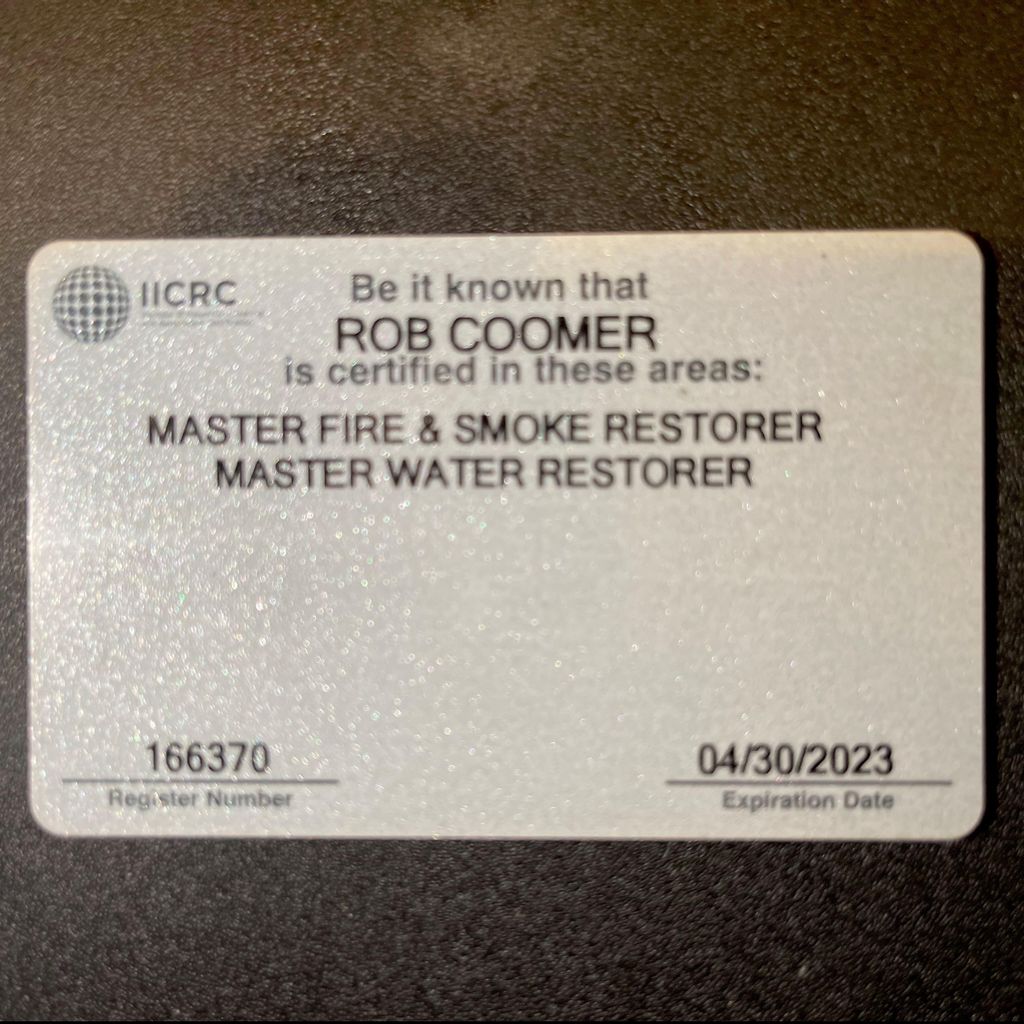 IICRC
Be it known that
ROB COOMER
is certified in these areas:
MASTER FIRE & SMOKE RESTORER
MASTER WATER RESTORER
166370
Register Number
04/30/2023
Expiration Date